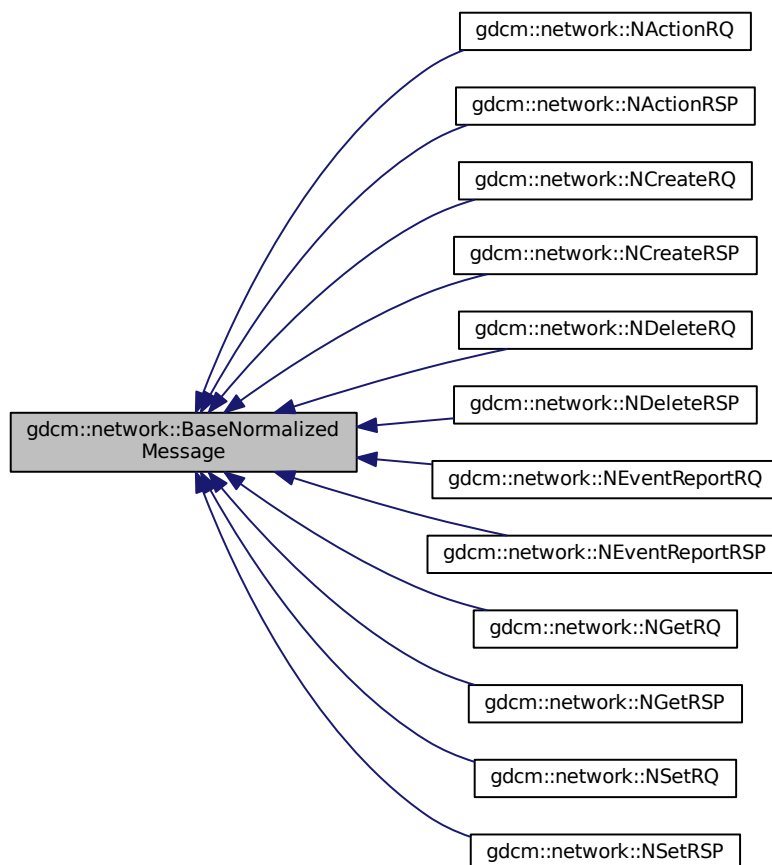 gdcm::network::NActionRQ
gdcm::network::NActionRSP
gdcm::network::NCreateRQ
gdcm::network::NCreateRSP
gdcm::network::NDeleteRQ
gdcm::network::NDeleteRSP
gdcm::network::BaseNormalized
Message
gdcm::network::NEventReportRQ
gdcm::network::NEventReportRSP
gdcm::network::NGetRQ
gdcm::network::NGetRSP
gdcm::network::NSetRQ
gdcm::network::NSetRSP